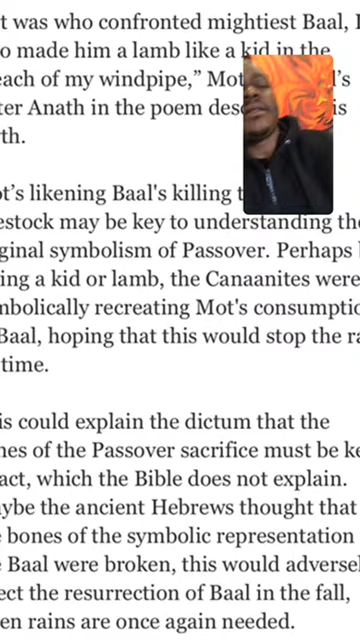 t was who confronted mightiest Baal, I
o made him a lamb like a kid in the
each of my windpipe,” Mot 's
ter Anath in the poem des is
th.
ot’s likening Baal's killing t
estock may be key to understanding the
ginal symbolism of Passover. Perhaps b
ing a kid or lamb, the Canaanites were
mbolically recreating Mot's consumptio
Baal, hoping that this would stop the ra
time.
is could explain the dictum that the
nes of the Passover sacrifice must be ke
act, which the Bible does not explain.
aybe the ancient Hebrews thought that
e bones of the symbolic representation
e Baal were broken, this would adversel
ect the resurrection of Baal in the fall,
en rains are once again needed.